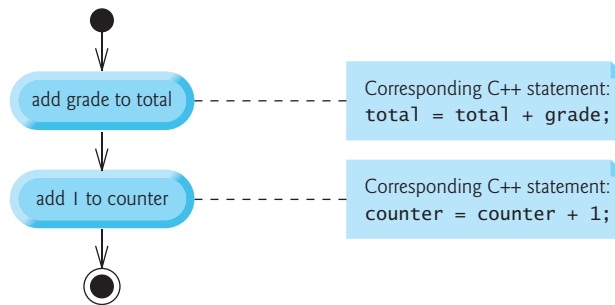 add grade to total
Corresponding C++ statement:
total = total + grade;
add 1 to counter
Corresponding C++ statement:
counter = counter + 1;